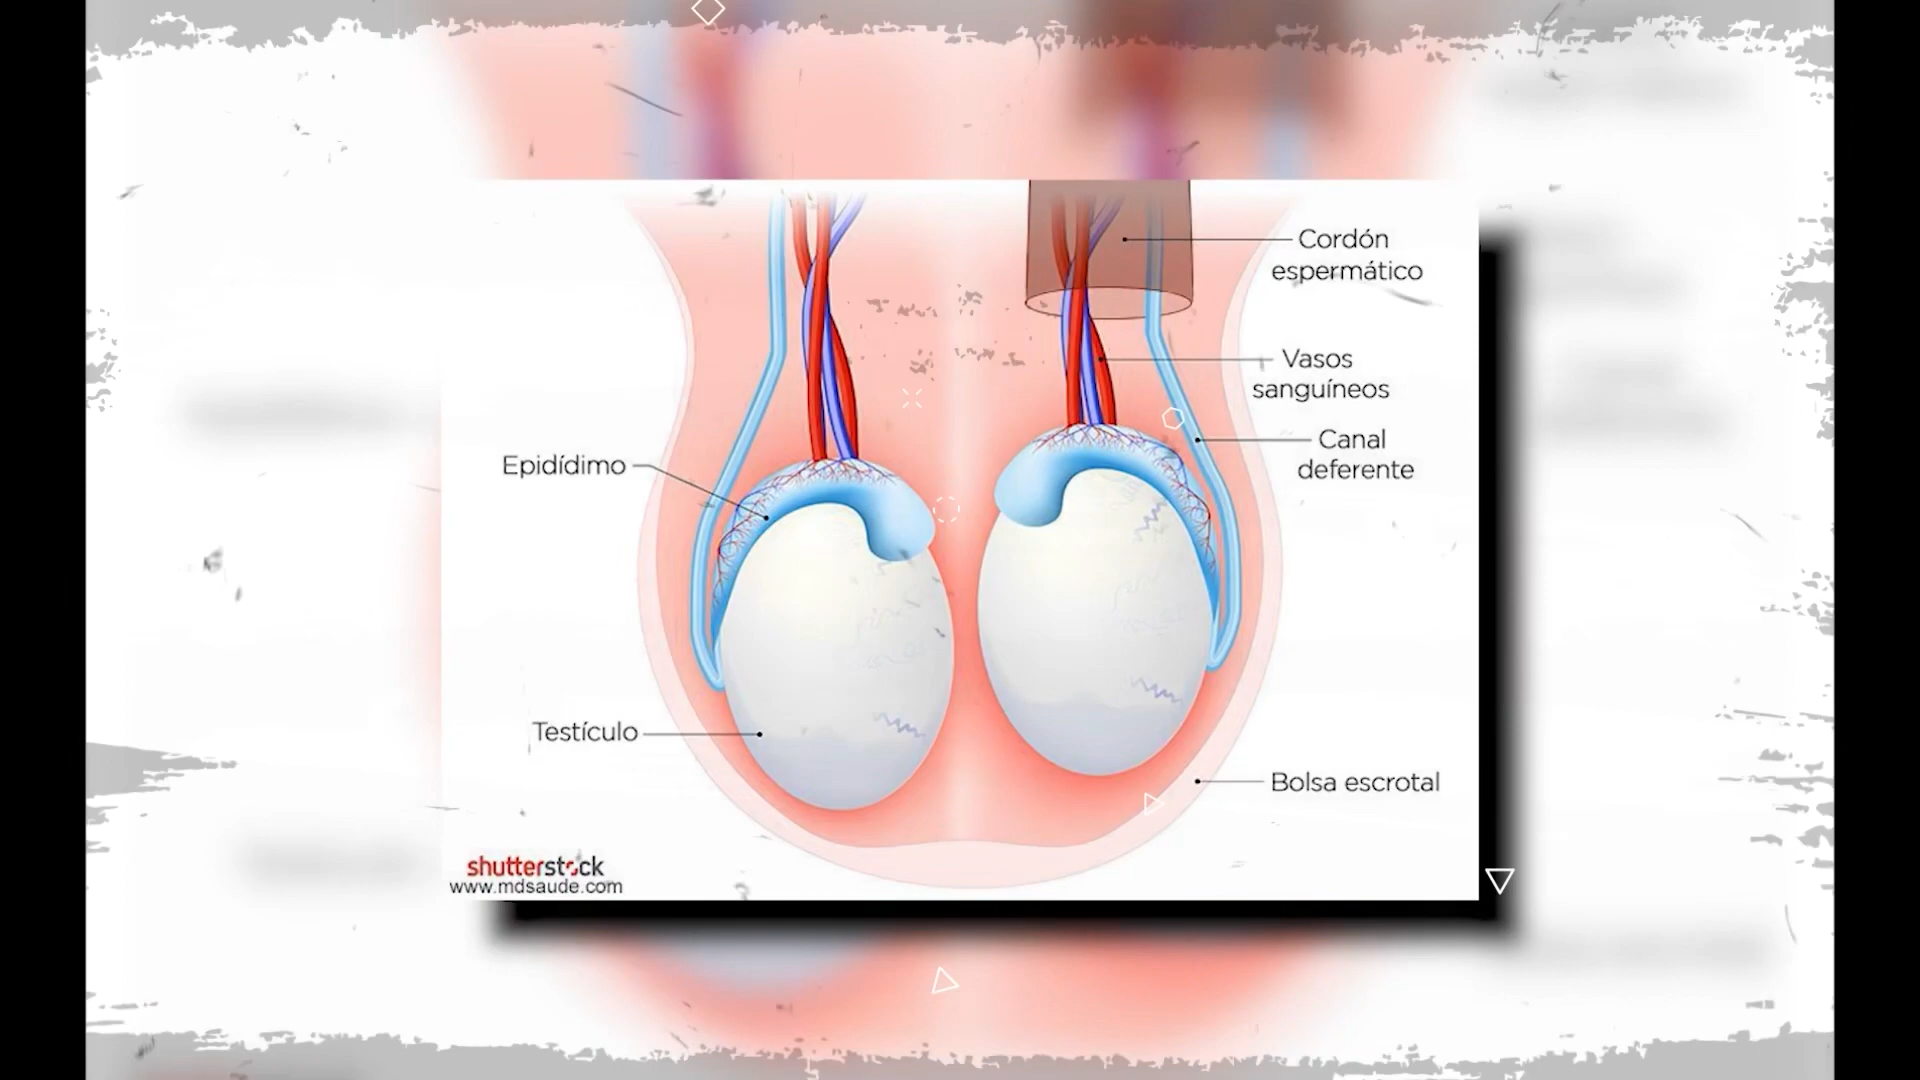 Cordón
espermático
Vasos
sanguíneos
Canal
deferente
Epidídimo
Testículo
Bolsa escrotal
shutterstock
www.mdsaude.com